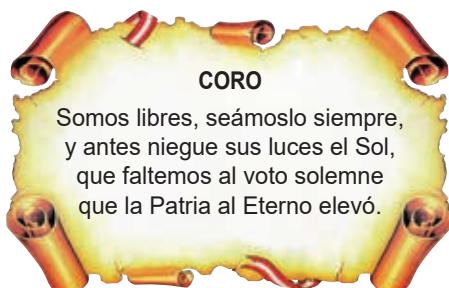 CORO
Somos libres, seámoslo siempre,
y antes niegue sus luces el Sol,
que faltemos al voto solemne
que la Patria al Eterno elevó.